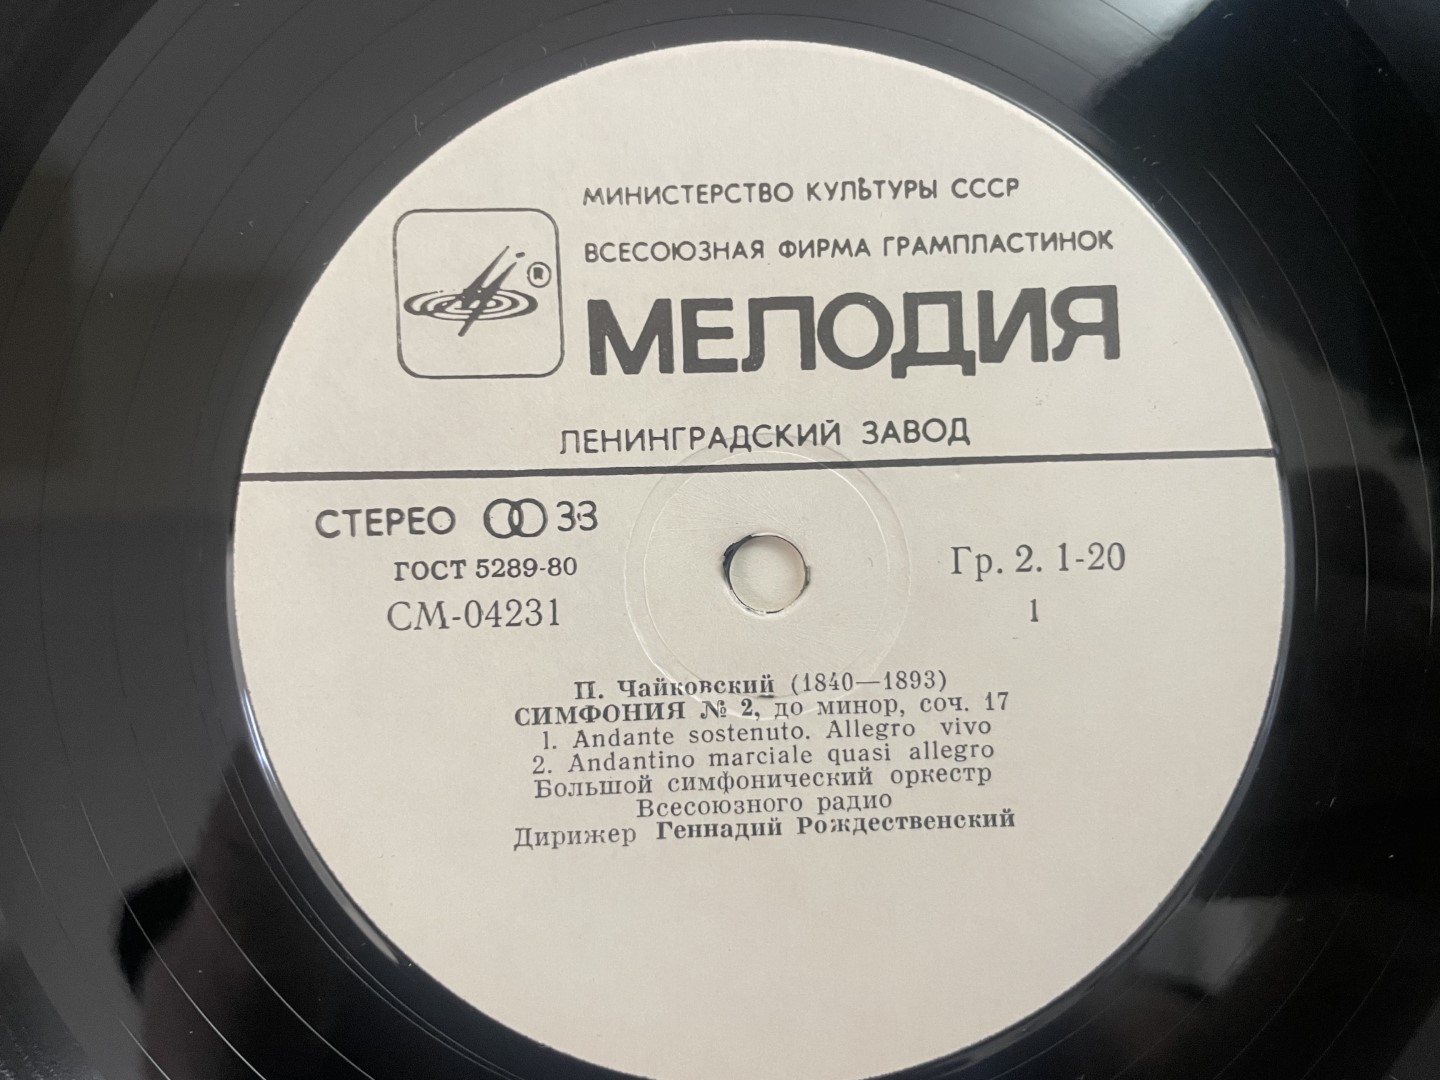 МИНИСТЕРСТВО КУЛЬТУРЫ СССР
ВСЕСОЮЗНАЯ ФИРМА ГРАМПЛАСТИНОК
®
МЕЛОДИЯ
ЛЕНИНГРАДСКИЙ ЗАВОД
СТЕРЕО 33
ГОСТ 5289-80
СМ-04231
Гр. 2. 1-20
1
П. Чайковский (1840—1893)
СИМФОНИЯ № 2, до минор, соч. 17
1. Andante sostenuto. Allegro vivo
2. Andantino marciale quasi allegro
Большой симфонический оркестр
Всесоюзного радио
Дирижер Геннадий Рождественский